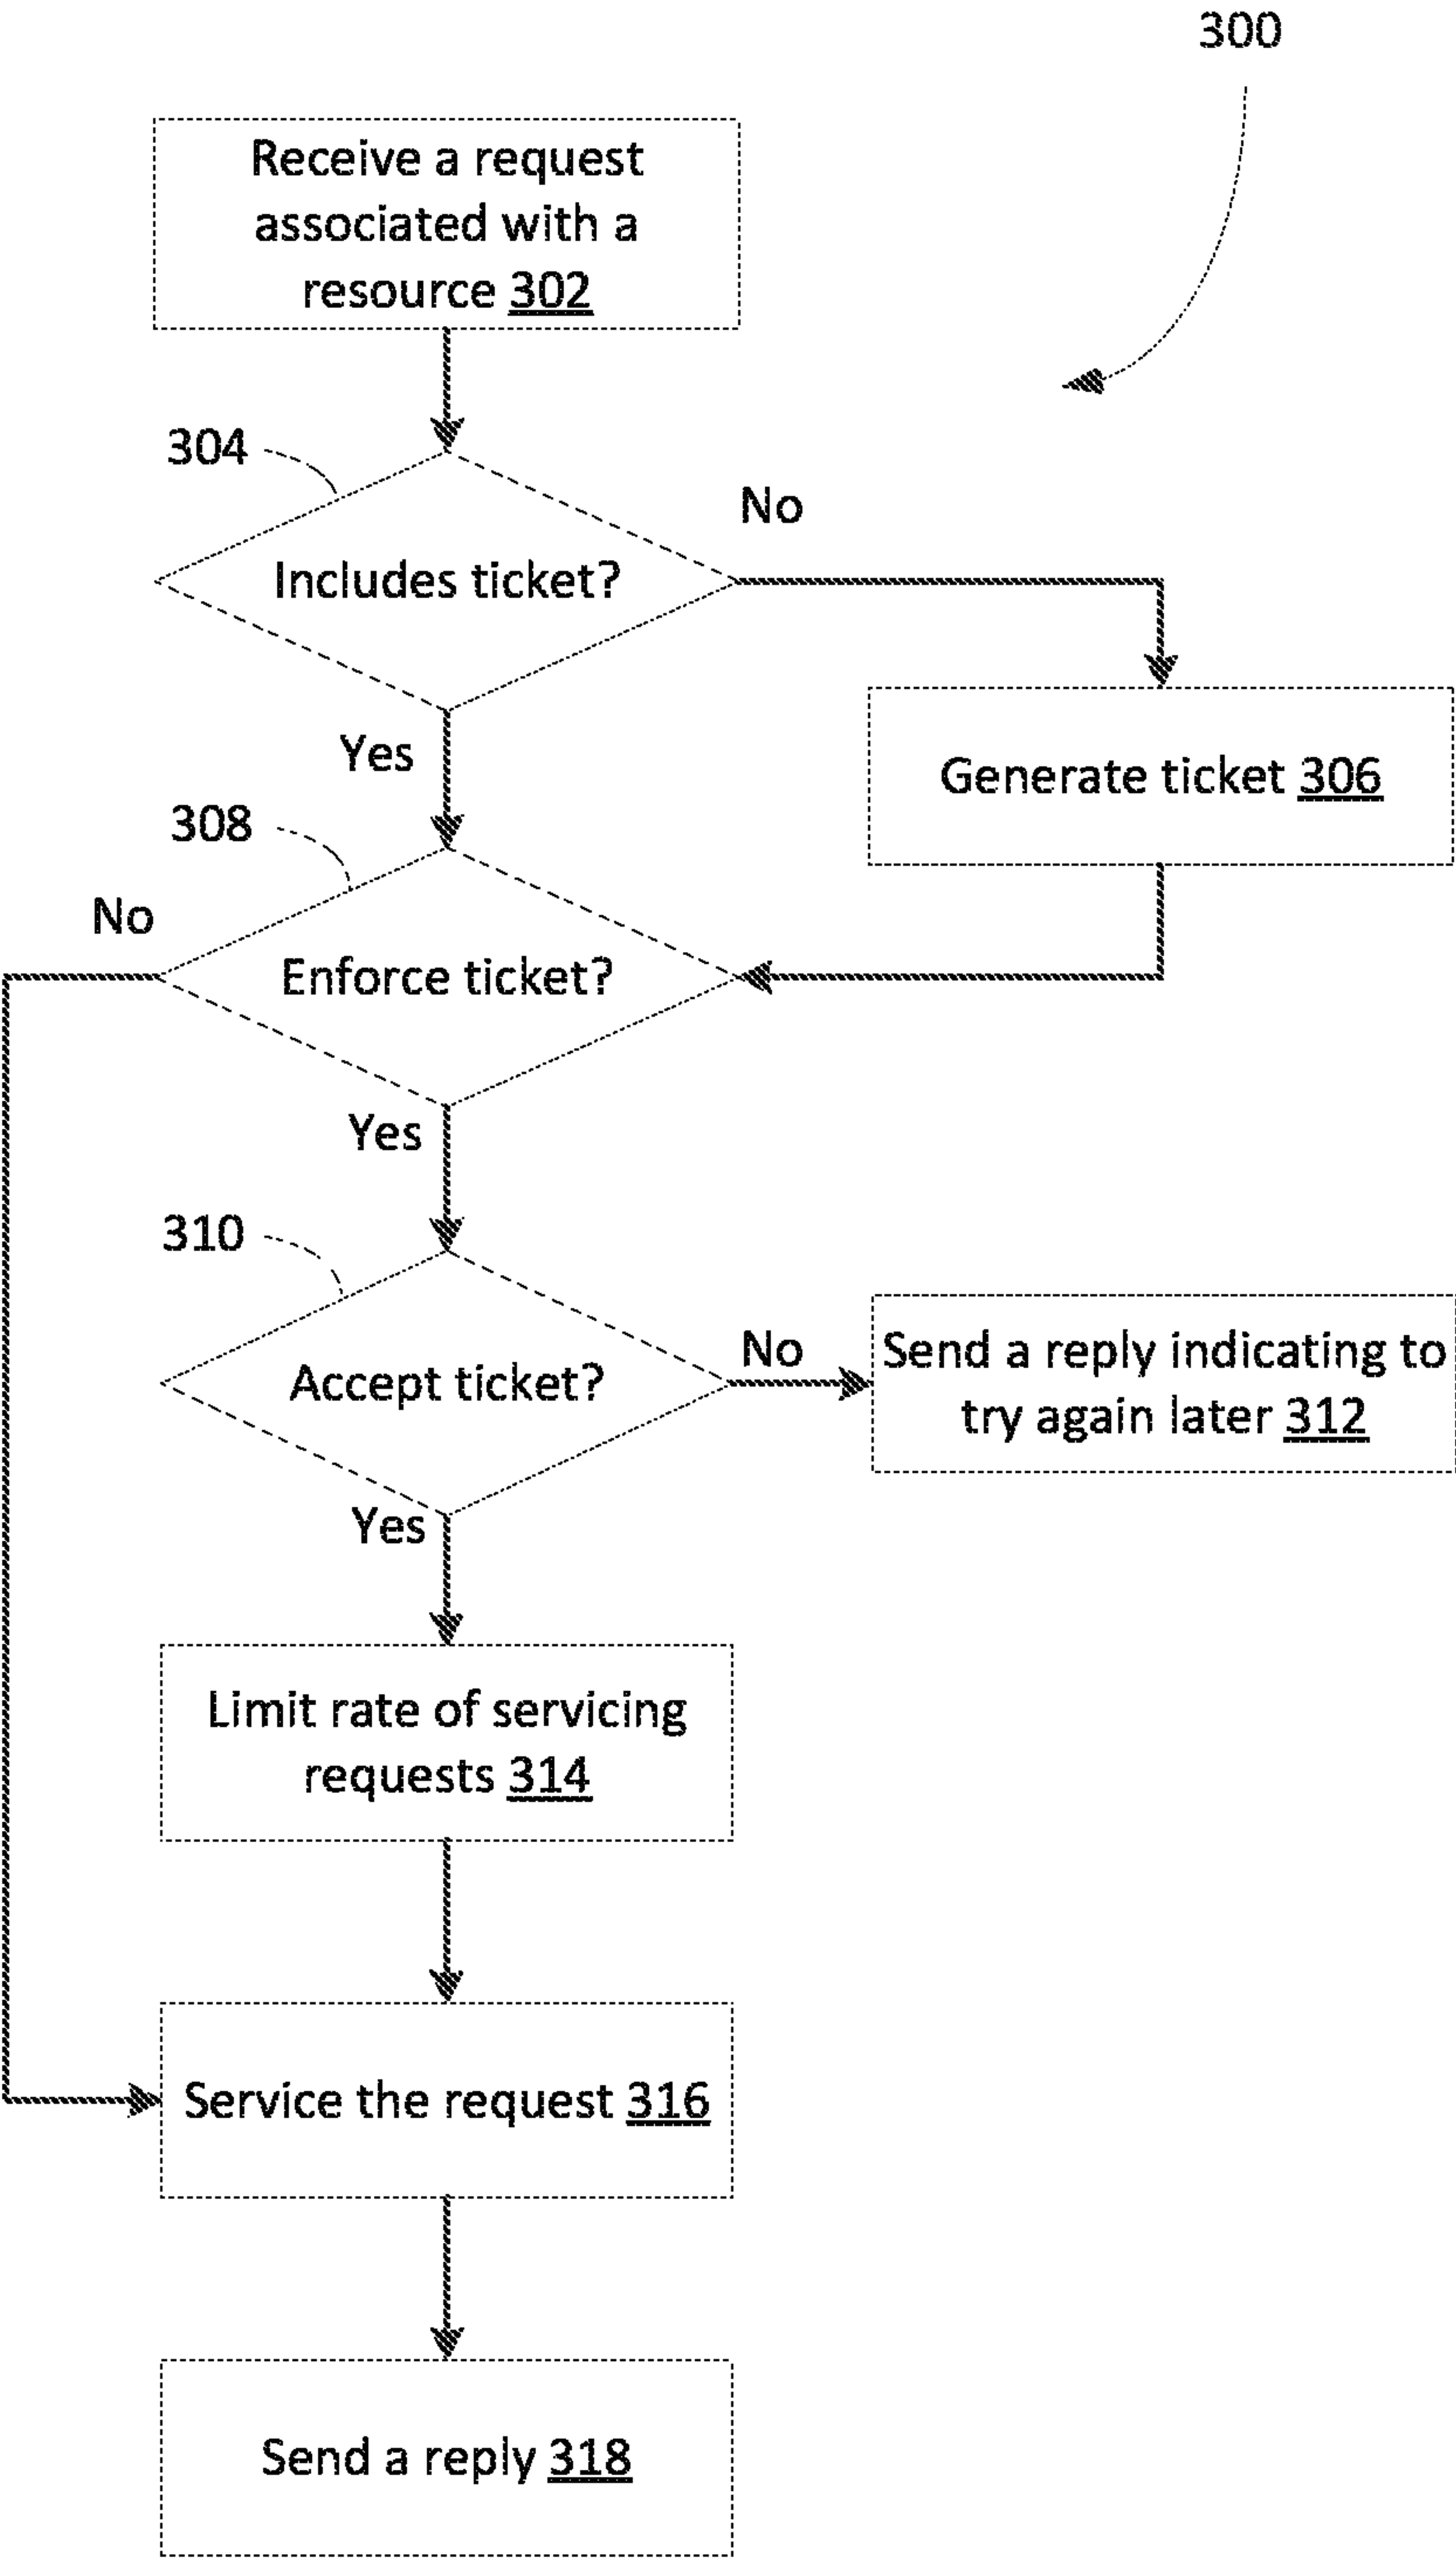 300
Receive a request
associated with a
resource 302
304
No
Includes ticket?
Yes
Generate ticket 306
308
No
Enforce ticket?
Yes
310
No
Send a reply indicating to
try again later 312
Accept ticket?
Yes
Limit rate of servicing
requests 314
Service the request 316
Send a reply 318